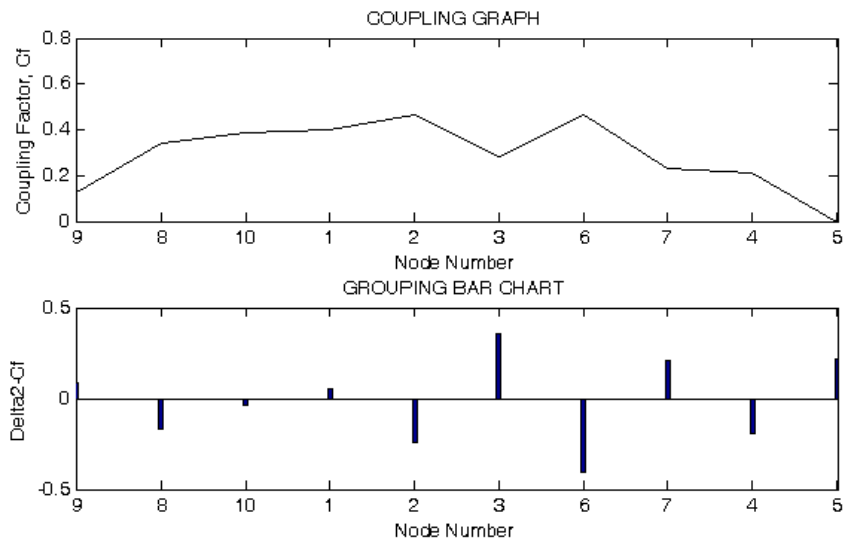 COUPLING GRAPH
0.8
0.6
0.4
0.2
0
Coupling Factor, Cf
9 8 10 1 2 3 6 7 4 5
Node Number
GROUPING BAR CHART
0.5
0
-0.5
Delta2-Cf
9 8 10 1 2 3 6 7 4 5
Node Number